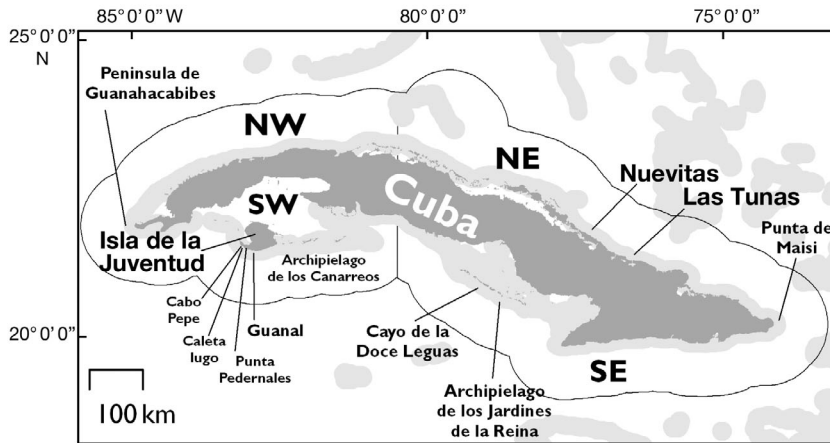 85°0'0"W
80°0'0"
75°0'0"
25°0'0"
N
Peninsula de
Guanahacabibes
NW
NE
Nuevitas
Las Tunas
Cuba
SW
Punta de
Maisi
Isla de la
Juventud
Archipielago
de los Canarreos
Cabo
Pepe
Guanal
20°0'0"
Caleta
lugo
Cayo de la
Doce Leguas
Punta
Pedernales
SE
Archipielago
de los Jardines
de la Reina
100 km